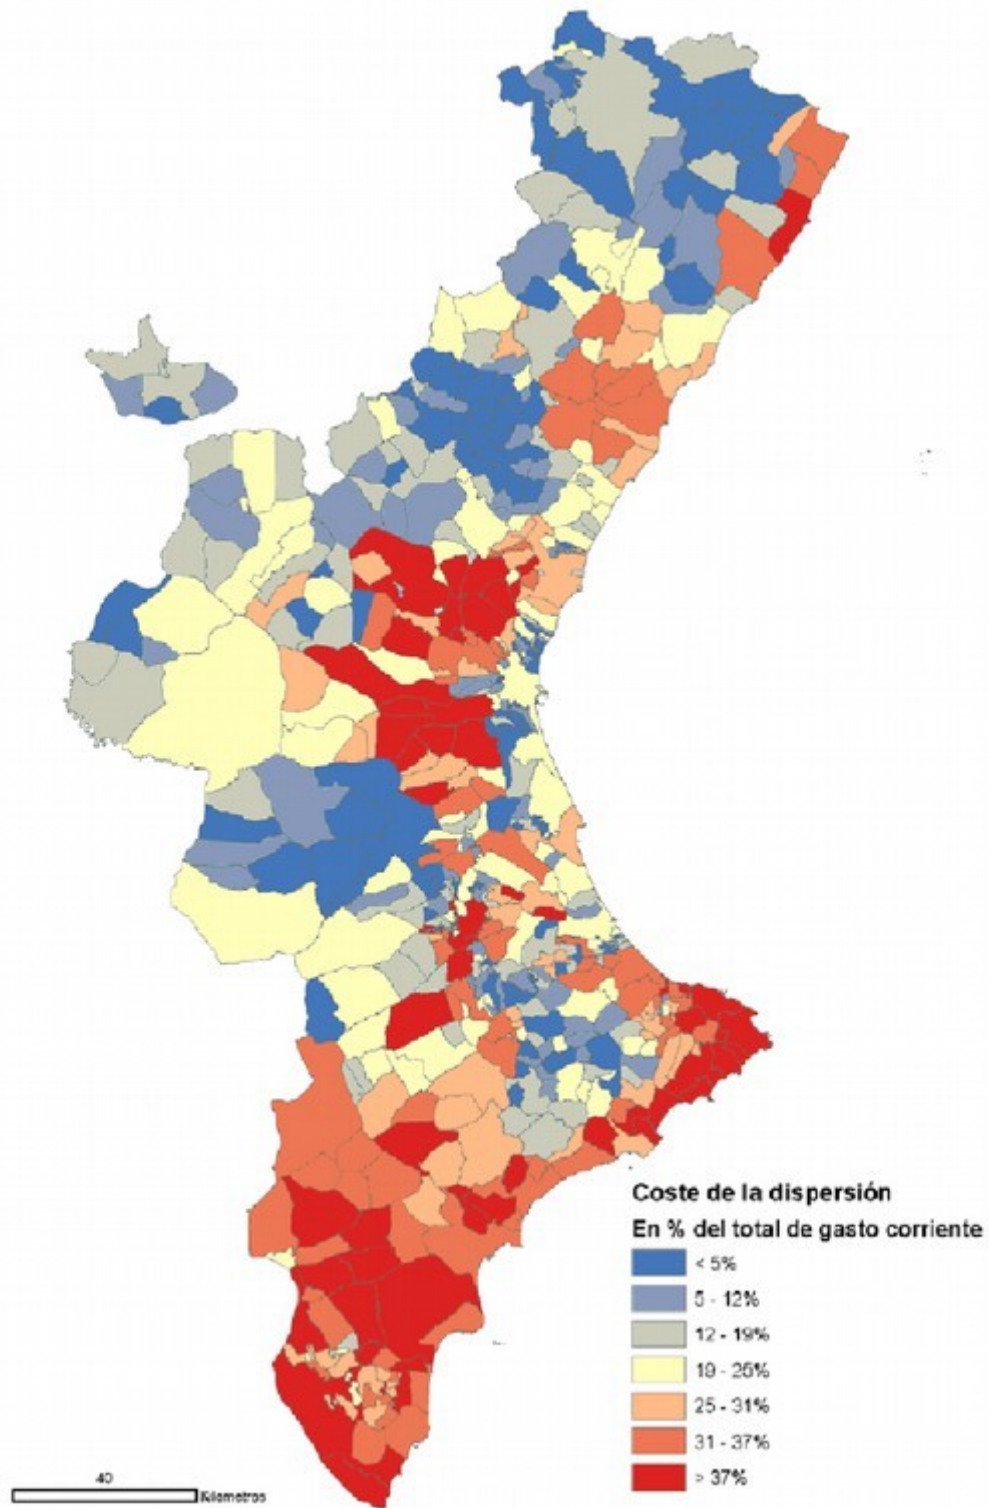 Coste de la dispersión
En % del total de gasto corriente
< 5%
5 - 12%
12 - 19%
19 - 25%
25 - 31%
31 - 37%
> 37%
40
Kilometros